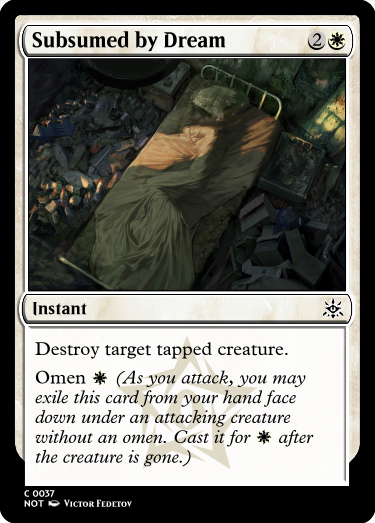 Subsumed by Dream 2
Instant
Destroy target tapped creature.
Omen (As you attack, you may
exile this card from your hand face
down under an attacking creature
without an omen. Cast it for after
the creature is gone.)
C 0037
NOT Victor Fedetov